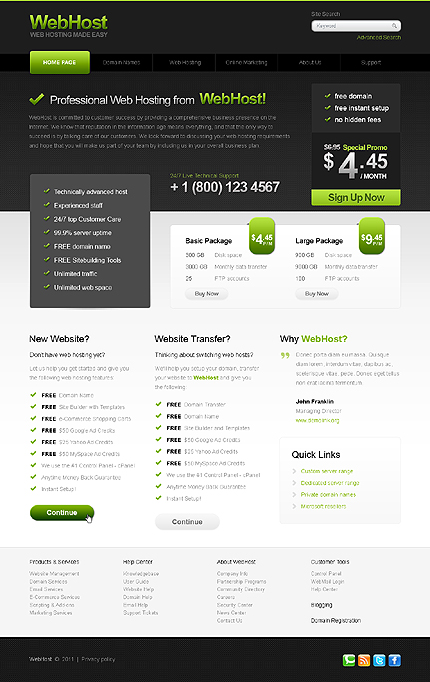 WebHost
WEB HOSTING MADE EASY
Site Search
Keyword
Advanced Search
HOME PAGE
Domain Names
Web Hosting
Online Marketing
About Us
Support
Professional Web Hosting from WebHost!
WebHost is committed to customer success by providing a comprehensive business presence on the
internet. We know that reputation in the information age means everything, and that the only way to
succeed is by taking care of our customers. We look forward to discussing your web hosting requirements
and hope that you will make us part of your team by including us in your overall business plan.
free domain
free instant setup
no hidden fees
$6.95 Special Promo
$4.45
/ MONTH
Sign Up Now
24/7 Live Technical Support
+ 1 (800) 123 4567
Technically advanced host
Experienced staff
24/7 top Customer Care
99.9% server uptime
FREE domain name
FREE Sitebuilding Tools
Unlimited traffic
Unlimited web space
Basic Package
$4.45
P/M
300 GB Disk space
3000 GB Monthly data transfer
25 FTP accounts
Buy Now
Large Package
$9.45
P/M
900 GB Disk space
9000 GB Monthly data transfer
100 FTP accounts
Buy Now
New Website?
Don't have web hosting yet?
Let us help you get started and give you
the following web hosting features:
FREE Domain Name
FREE Site Builder with Templates
FREE e-Commerce Shopping Carts
FREE $50 Google Ad Credits
FREE $25 Yahoo Ad Credits
FREE $50 MySpace Ad Credits
We use the #1 Control Panel - cPanel
Anytime Money Back Guarantee
Instant Setup!
Continue
Website Transfer?
Thinking about switching web hosts?
We'll help you setup your domain, transfer
your website to WebHost and give you
the following:
FREE Domain Transfer
FREE Domain Name
FREE Site Builder and Templates
FREE $50 Google Ad Credits
FREE $25 Yahoo Ad Credits
FREE $50 MySpace Ad Credits
We use the #1 Control Panel - cPanel
Anytime Money Back Guarantee
Instant Setup!
Continue
Why WebHost?
Donec porta diam eu massa. Quisque
diam lorem, interdum vitae, dapibus ac,
scelerisque vitae, pede. Donec eget tellus
non erat lacinia fermentum.
John Franklin
Managing Director
Quick Links
Custom server range
Dedicated server range
Private domain names
Microsoft resellers
Products & Services
Website Management
Domain Services
Email Services
E-Commerce Services
Scripting & Add-ons
Marketing Services
Help Center
Knowledgebase
User Guide
Website Help
Domain Help
Email Help
Support Tickets
About WebHost
Company Info
Partnership Programs
Community Directory
Careers
Security Center
News Center
Contact Us
Customer Tools
Control Panel
WebMail Login
Help Center
Blogging
Domain Registration
WebHost © 2011 | Privacy policy